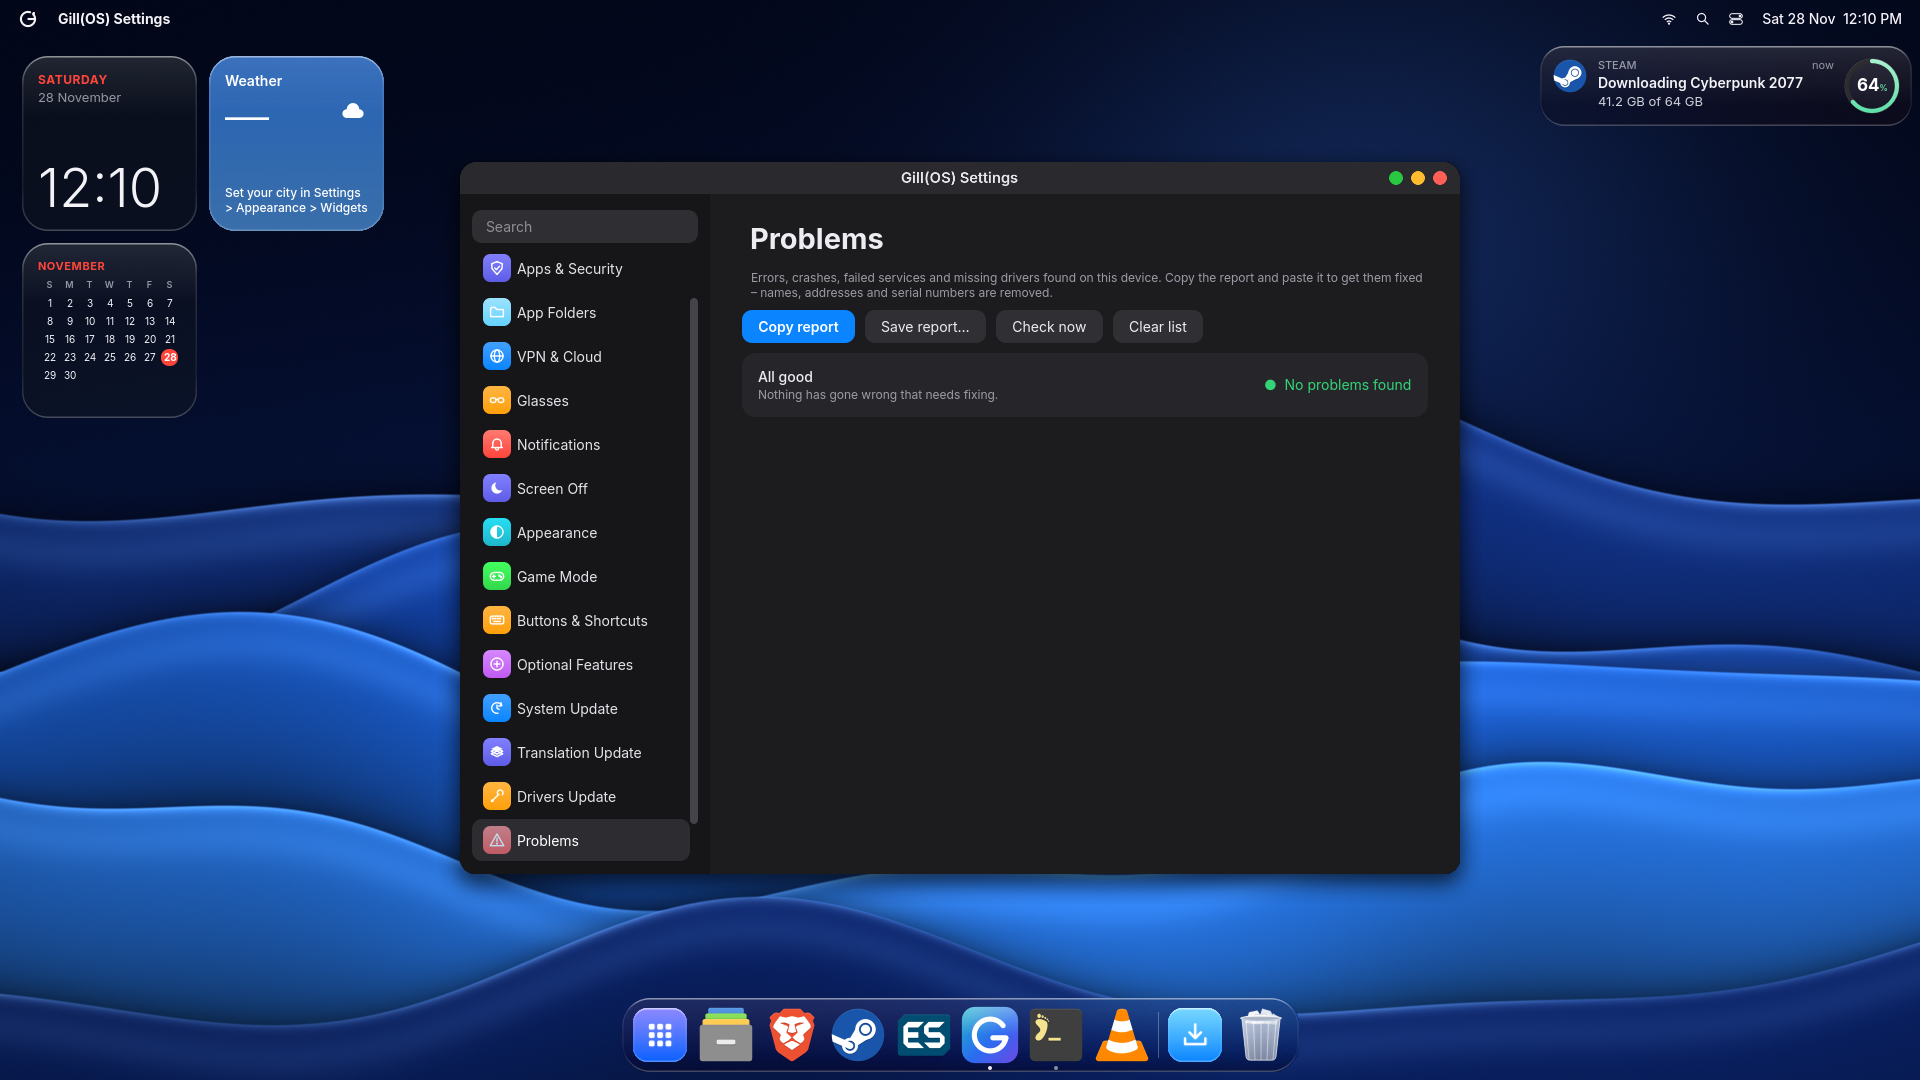 Gill(OS) Settings
Sat 28 Nov 12:10 PM
SATURDAY
28 November
12:10
Weather
Set your city in Settings
> Appearance > Widgets
NOVEMBER
S M T W T F S
1 2 3 4 5 6 7
8 9 10 11 12 13 14
15 16 17 18 19 20 21
22 23 24 25 26 27 28
29 30
STEAM
now
Downloading Cyberpunk 2077
41.2 GB of 64 GB
64%
Gill(OS) Settings
Search
Apps & Security
App Folders
VPN & Cloud
Glasses
Notifications
Screen Off
Appearance
Game Mode
Buttons & Shortcuts
Optional Features
System Update
Translation Update
Drivers Update
Problems
Problems
Errors, crashes, failed services and missing drivers found on this device. Copy the report and paste it to get them fixed
– names, addresses and serial numbers are removed.
Copy report
Save report...
Check now
Clear list
All good
Nothing has gone wrong that needs fixing.
No problems found
ES